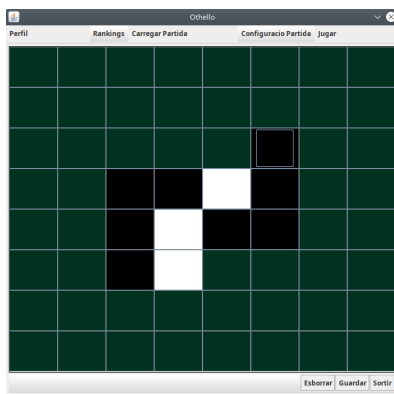 Othello
Perfil Rankings Carregar Partida Configuracio Partida Jugar
Esborrar Guardar Sortir